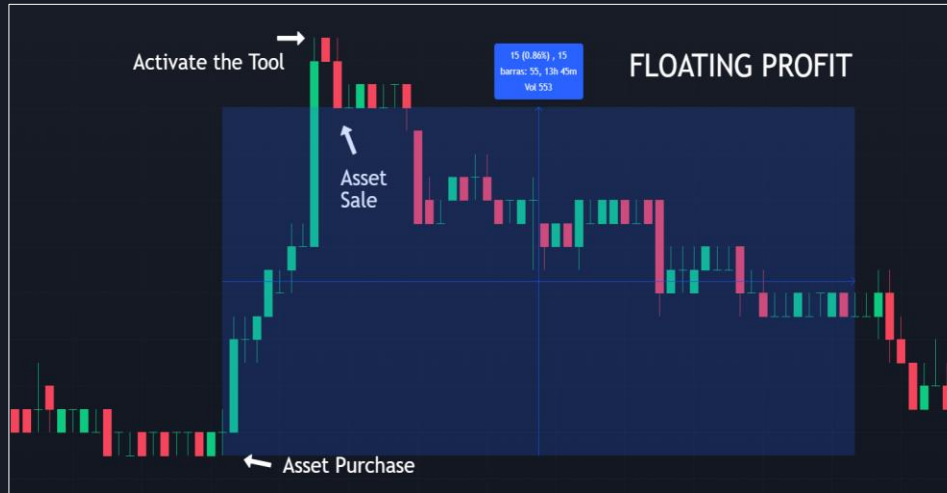 Activate the Tool
15 (0.86%) , 15
barras: 55, 13h 45m
Vol 553
FLOATING PROFIT
Asset
Sale
Asset Purchase